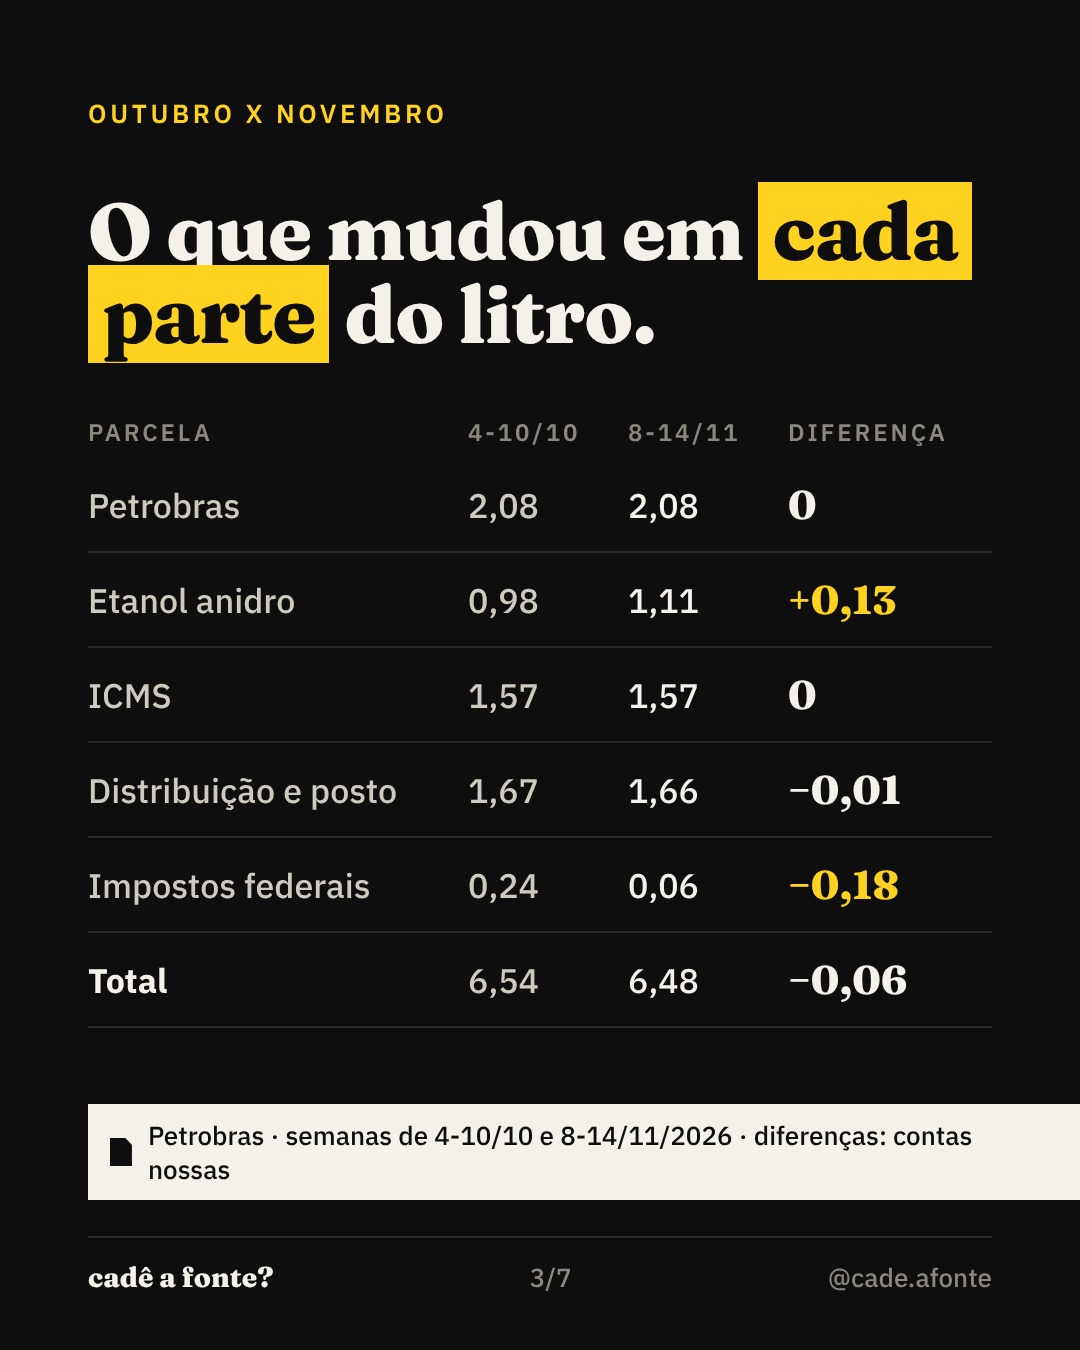 OUTUBRO X NOVEMBRO
O que mudou em cada
parte do litro.
PARCELA 4-10/10 8-14/11 DIFERENÇA
Petrobras 2,08 2,08 0
Etanol anidro 0,98 1,11 +0,13
ICMS 1,57 1,57 0
Distribuição e posto 1,67 1,66 −0,01
Impostos federais 0,24 0,06 −0,18
Total 6,54 6,48 −0,06
Petrobras · semanas de 4-10/10 e 8-14/11/2026 · diferenças: contas
nossas
cadê a fonte? 3/7 @cade.afonte